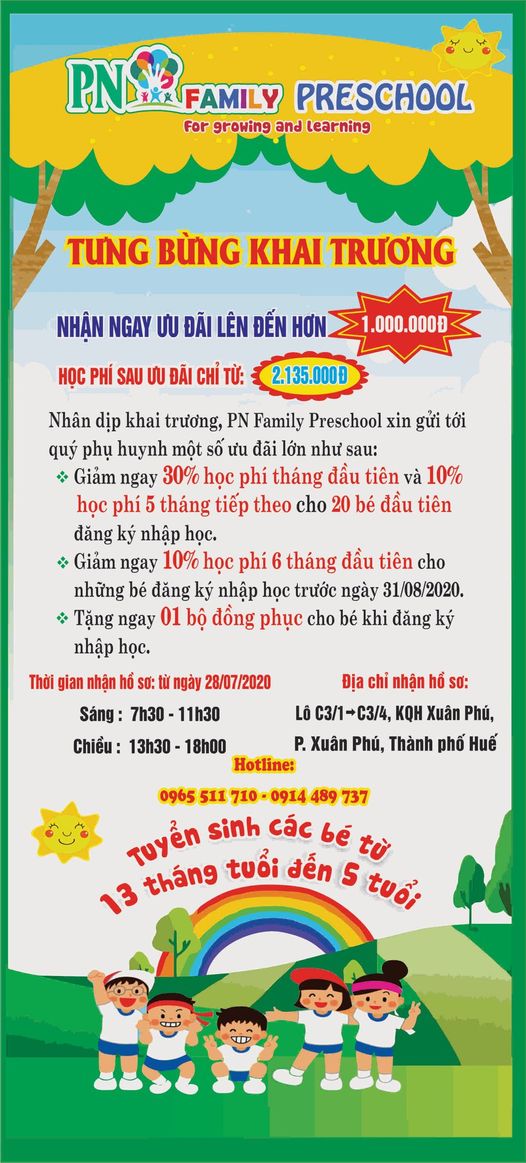 PN FAMILY PRESCHOOL
For growing and learning
TƯNG BỪNG KHAI TRƯƠNG
NHẬN NGAY ƯU ĐÃI LÊN ĐẾN HƠN 1.000.000Đ
HỌC PHÍ SAU ƯU ĐÃI CHỈ TỪ: 2.135.000Đ
Nhân dịp khai trương, PN Family Preschool xin gửi tới
quý phụ huynh một số ưu đãi lớn như sau:
❖ Giảm ngay 30% học phí tháng đầu tiên và 10%
học phí 5 tháng tiếp theo cho 20 bé đầu tiên
đăng ký nhập học.
❖ Giảm ngay 10% học phí 6 tháng đầu tiên cho
những bé đăng ký nhập học trước ngày 31/08/2020.
❖ Tặng ngay 01 bộ đồng phục cho bé khi đăng ký
nhập học.
Thời gian nhận hồ sơ: từ ngày 28/07/2020
Sáng : 7h30 - 11h30
Chiều : 13h30 - 18h00
Địa chỉ nhận hồ sơ:
Lô C3/1→C3/4, KQH Xuân Phú,
P. Xuân Phú, Thành phố Huế
Hotline:
0965 511 710 - 0914 489 737
Tuyển sinh các bé từ
13 tháng tuổi đến 5 tuổi